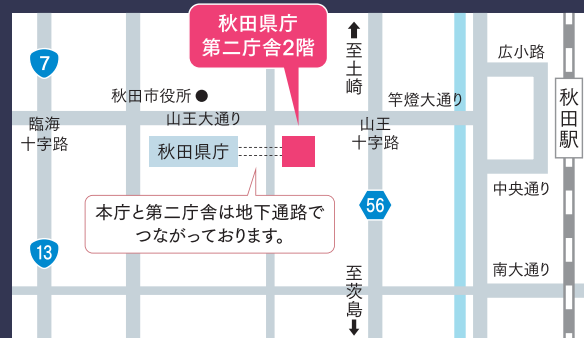 秋田県庁
第二庁舎2階
至土崎
広小路
7
秋田市役所
竿燈大通り
秋田駅
山王大通り
臨海
十字路
山王
十字路
秋田県庁
中央通り
本庁と第二庁舎は地下通路で
つながっております。
56
13
南大通り
至茨島